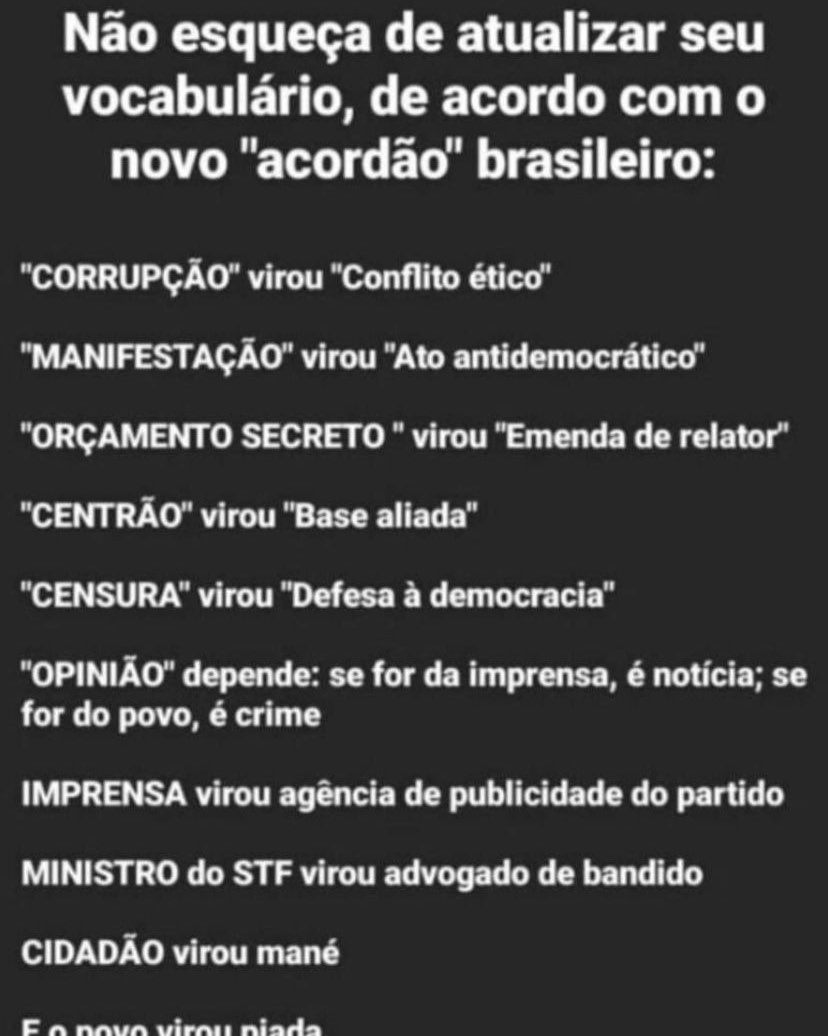 Não esqueça de atualizar seu
vocabulário, de acordo com o
novo "acordão" brasileiro:
"CORRUPÇÃO" virou "Conflito ético"
"MANIFESTAÇÃO" virou "Ato antidemocrático"
"ORÇAMENTO SECRETO " virou "Emenda de relator"
"CENTRÃO" virou "Base aliada"
"CENSURA" virou "Defesa à democracia"
"OPINIÃO" depende: se for da imprensa, é notícia; se
for do povo, é crime
IMPRENSA virou agência de publicidade do partido
MINISTRO do STF virou advogado de bandido
CIDADÃO virou mané
E o povo virou piada